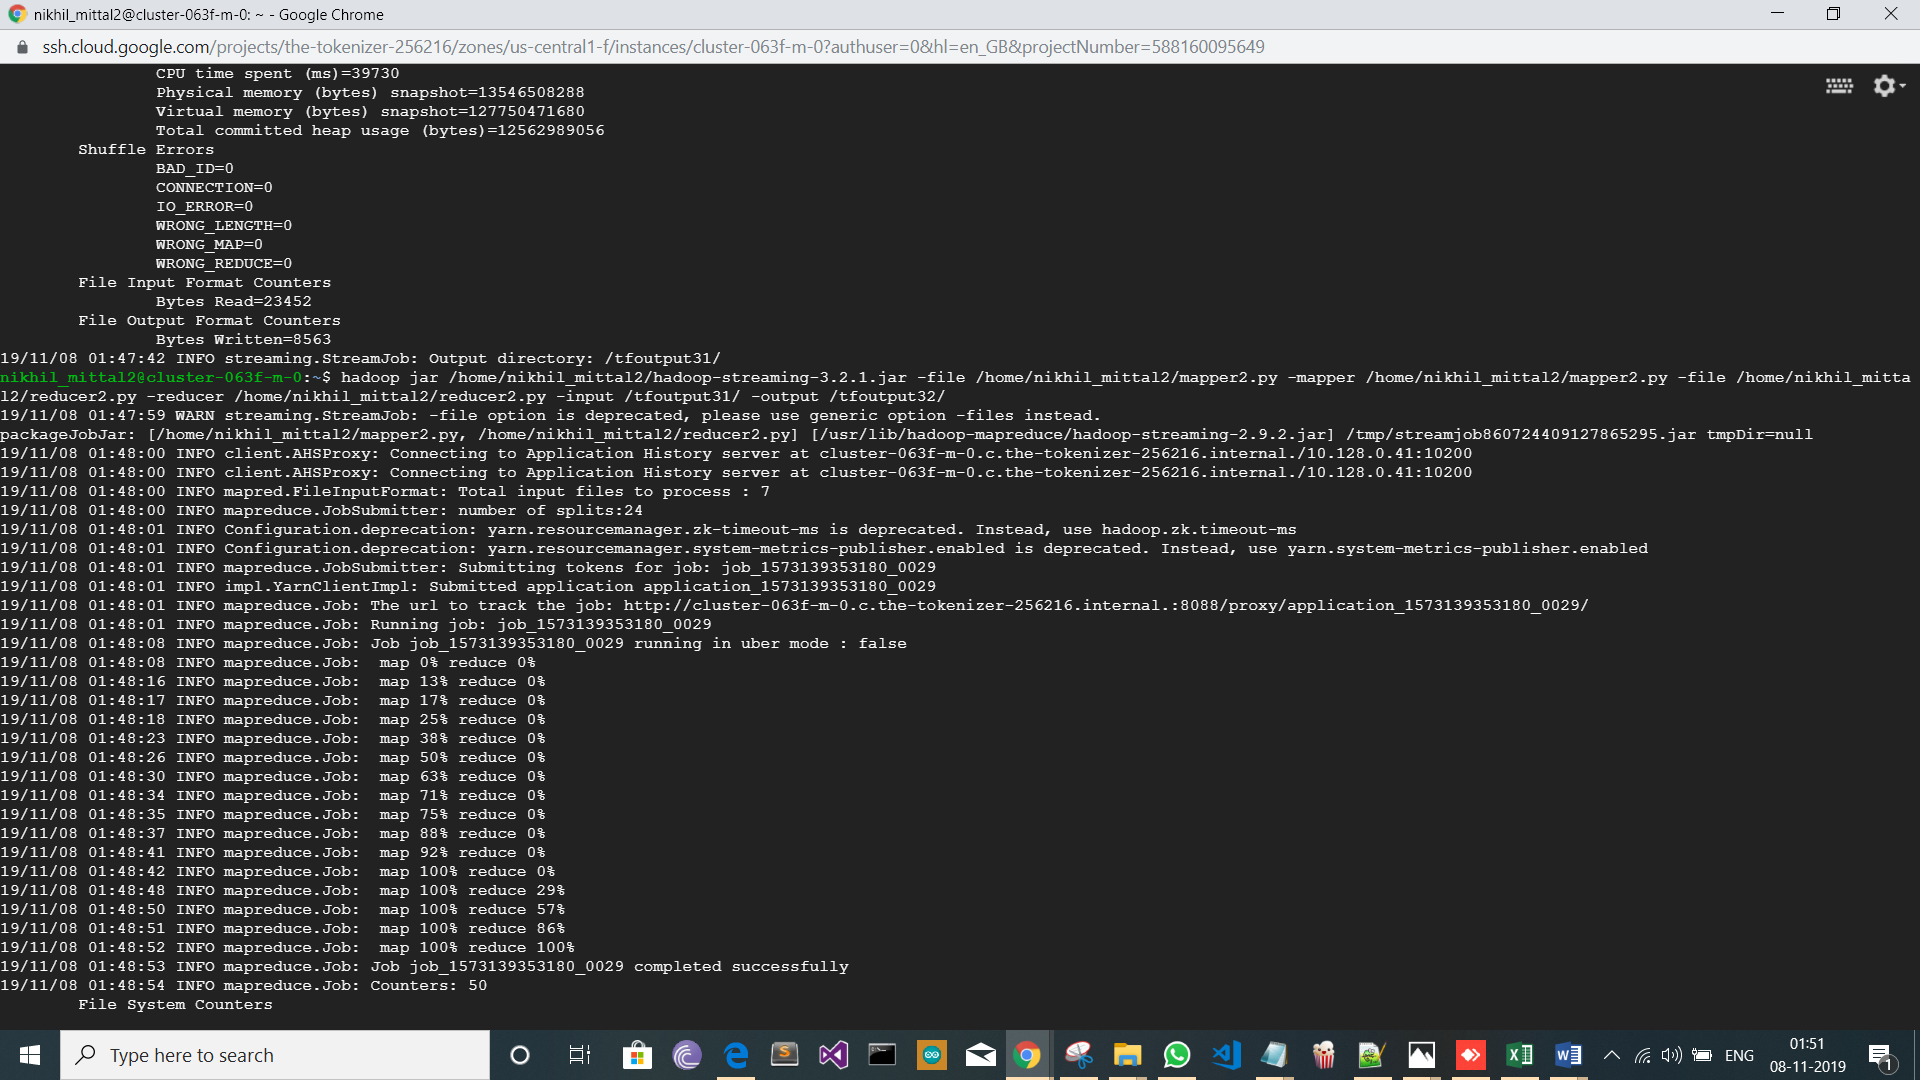 nikhil_mittal2@cluster-063f-m-0: ~ - Google Chrome
ssh.cloud.google.com/projects/the-tokenizer-256216/zones/us-central1-f/instances/cluster-063f-m-0?authuser=0&hl=en_GB&projectNumber=588160095649
CPU time spent (ms)=39730
Physical memory (bytes) snapshot=13546508288
Virtual memory (bytes) snapshot=127750471680
Total committed heap usage (bytes)=12562989056
Shuffle Errors
BAD_ID=0
CONNECTION=0
IO_ERROR=0
WRONG_LENGTH=0
WRONG_MAP=0
WRONG_REDUCE=0
File Input Format Counters
Bytes Read=23452
File Output Format Counters
Bytes Written=8563
19/11/08 01:47:42 INFO streaming.StreamJob: Output directory: /tfoutput31/
nikhil_mittal2@cluster-063f-m-0:~$ hadoop jar /home/nikhil_mittal2/hadoop-streaming-3.2.1.jar -file /home/nikhil_mittal2/mapper2.py -mapper /home/nikhil_mittal2/mapper2.py -file /home/nikhil_mitta
l2/reducer2.py -reducer /home/nikhil_mittal2/reducer2.py -input /tfoutput31/ -output /tfoutput32/
19/11/08 01:47:59 WARN streaming.StreamJob: -file option is deprecated, please use generic option -files instead.
packageJobJar: [/home/nikhil_mittal2/mapper2.py, /home/nikhil_mittal2/reducer2.py] [/usr/lib/hadoop-mapreduce/hadoop-streaming-2.9.2.jar] /tmp/streamjob860724409127865295.jar tmpDir=null
19/11/08 01:48:00 INFO client.AHSProxy: Connecting to Application History server at cluster-063f-m-0.c.the-tokenizer-256216.internal./10.128.0.41:10200
19/11/08 01:48:00 INFO client.AHSProxy: Connecting to Application History server at cluster-063f-m-0.c.the-tokenizer-256216.internal./10.128.0.41:10200
19/11/08 01:48:00 INFO mapred.FileInputFormat: Total input files to process : 7
19/11/08 01:48:00 INFO mapreduce.JobSubmitter: number of splits:24
19/11/08 01:48:01 INFO Configuration.deprecation: yarn.resourcemanager.zk-timeout-ms is deprecated. Instead, use hadoop.zk.timeout-ms
19/11/08 01:48:01 INFO Configuration.deprecation: yarn.resourcemanager.system-metrics-publisher.enabled is deprecated. Instead, use yarn.system-metrics-publisher.enabled
19/11/08 01:48:01 INFO mapreduce.JobSubmitter: Submitting tokens for job: job_1573139353180_0029
19/11/08 01:48:01 INFO impl.YarnClientImpl: Submitted application application_1573139353180_0029
19/11/08 01:48:01 INFO mapreduce.Job: The url to track the job: http://cluster-063f-m-0.c.the-tokenizer-256216.internal.:8088/proxy/application_1573139353180_0029/
19/11/08 01:48:01 INFO mapreduce.Job: Running job: job_1573139353180_0029
19/11/08 01:48:08 INFO mapreduce.Job: Job job_1573139353180_0029 running in uber mode : false
19/11/08 01:48:08 INFO mapreduce.Job:  map 0% reduce 0%
19/11/08 01:48:16 INFO mapreduce.Job:  map 13% reduce 0%
19/11/08 01:48:17 INFO mapreduce.Job:  map 17% reduce 0%
19/11/08 01:48:18 INFO mapreduce.Job:  map 25% reduce 0%
19/11/08 01:48:23 INFO mapreduce.Job:  map 38% reduce 0%
19/11/08 01:48:26 INFO mapreduce.Job:  map 50% reduce 0%
19/11/08 01:48:30 INFO mapreduce.Job:  map 63% reduce 0%
19/11/08 01:48:34 INFO mapreduce.Job:  map 71% reduce 0%
19/11/08 01:48:35 INFO mapreduce.Job:  map 75% reduce 0%
19/11/08 01:48:37 INFO mapreduce.Job:  map 88% reduce 0%
19/11/08 01:48:41 INFO mapreduce.Job:  map 92% reduce 0%
19/11/08 01:48:42 INFO mapreduce.Job:  map 100% reduce 0%
19/11/08 01:48:48 INFO mapreduce.Job:  map 100% reduce 29%
19/11/08 01:48:50 INFO mapreduce.Job:  map 100% reduce 57%
19/11/08 01:48:51 INFO mapreduce.Job:  map 100% reduce 86%
19/11/08 01:48:52 INFO mapreduce.Job:  map 100% reduce 100%
19/11/08 01:48:53 INFO mapreduce.Job: Job job_1573139353180_0029 completed successfully
19/11/08 01:48:54 INFO mapreduce.Job: Counters: 50
File System Counters
Type here to search
ENG
01:51
08-11-2019
1